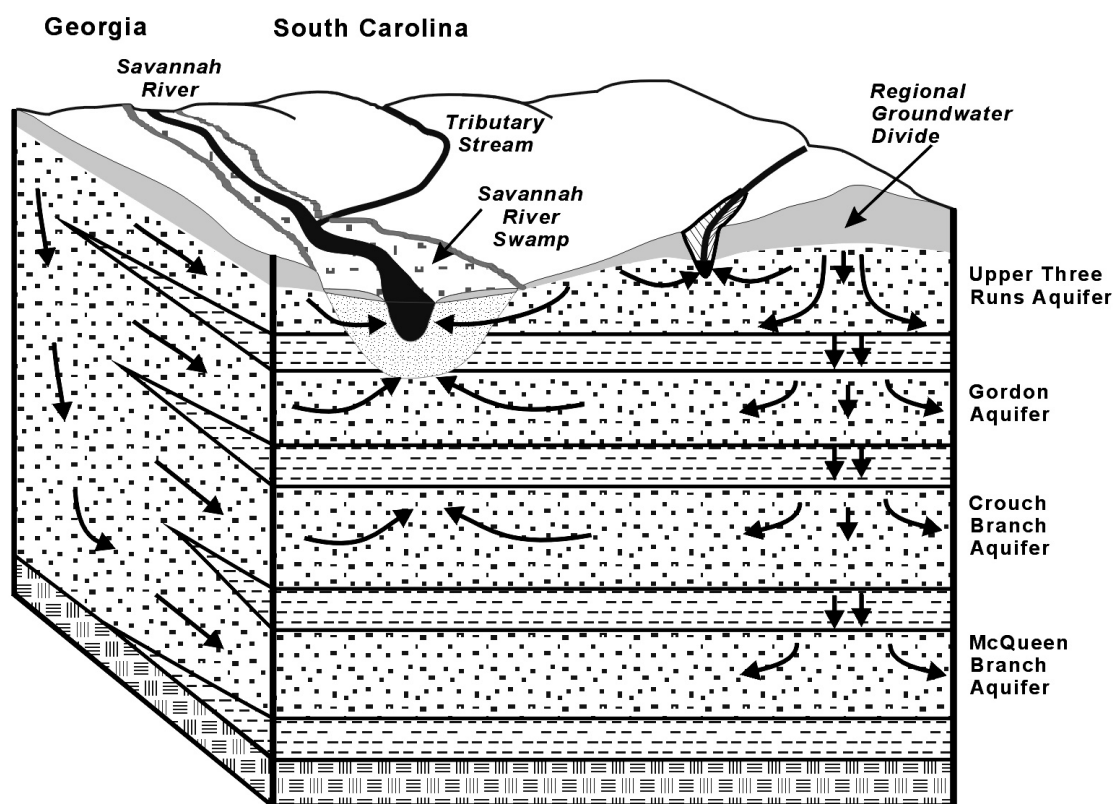 Georgia
South Carolina
Savannah
River
Tributary
Stream
Savannah
River
Swamp
Regional
Groundwater
Divide
Upper Three
Runs Aquifer
Gordon
Aquifer
Crouch
Branch
Aquifer
McQueen
Branch
Aquifer